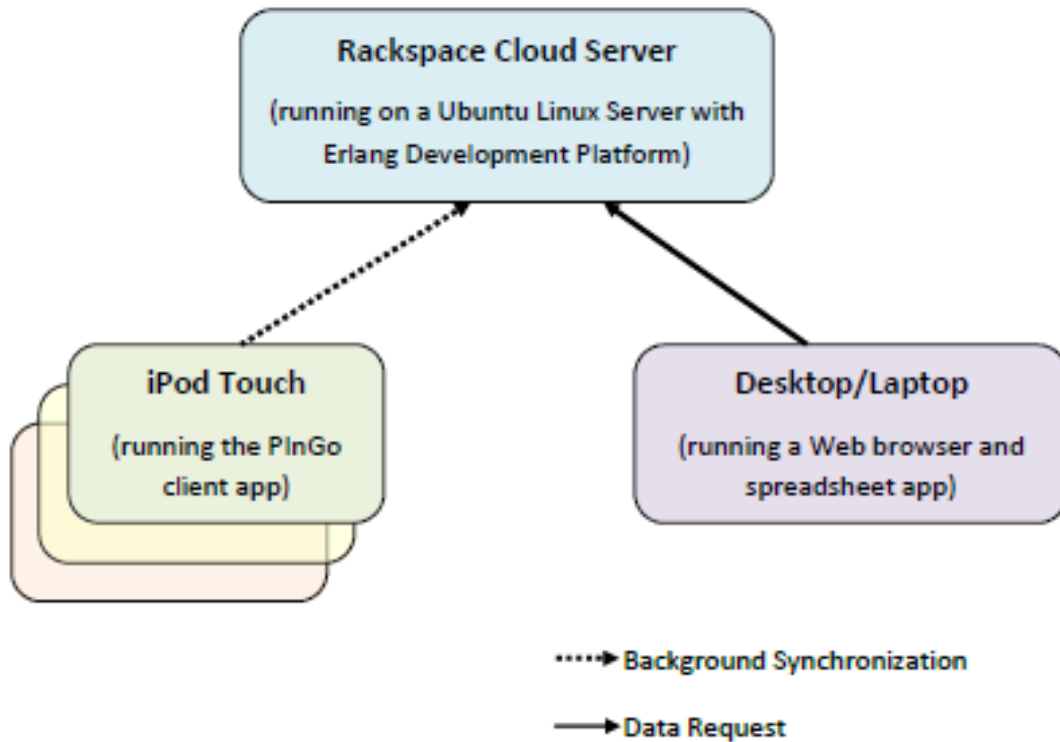 Rackspace Cloud Server
(running on a Ubuntu Linux Server with
Erlang Development Platform)
iPod Touch
(running the PInGo
client app)
Desktop/Laptop
(running a Web browser and
spreadsheet app)
Background Synchronization
Data Request